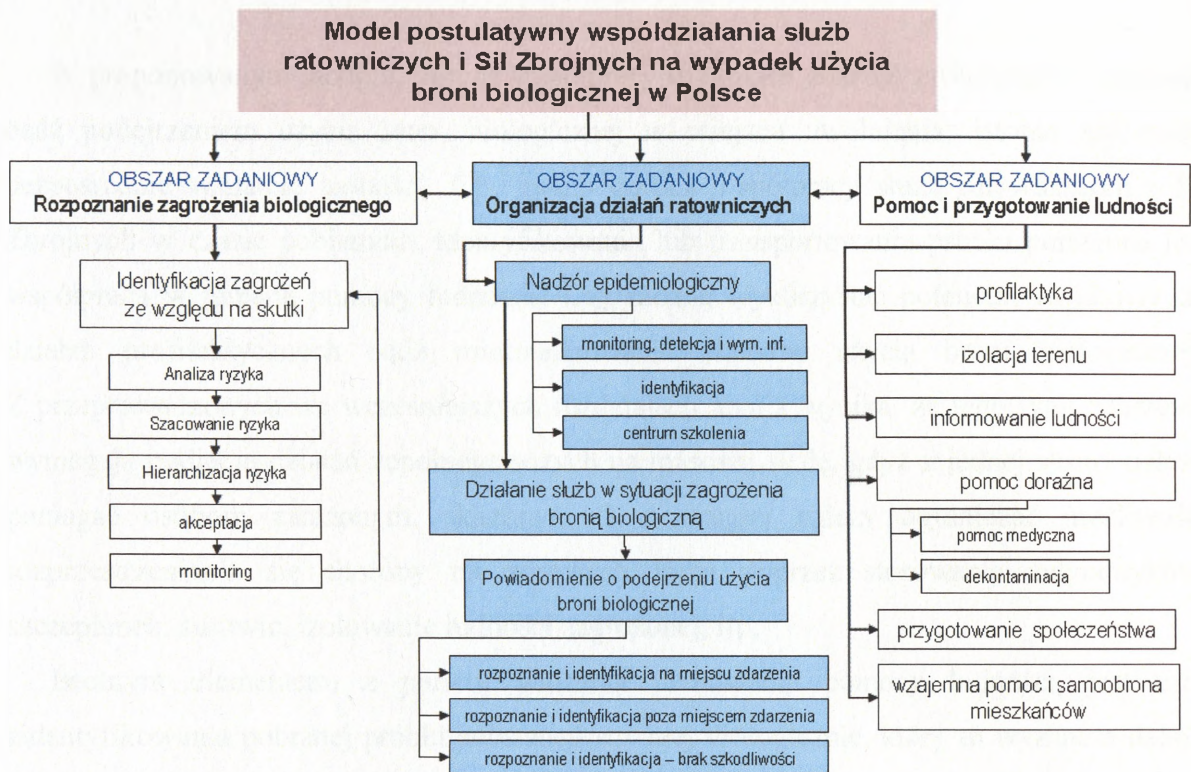 Model postulatywny współdziałania służb
ratowniczych i Sił Zbrojnych na wypadek użycia
broni biologicznej w Polsce
OBSZAR ZADANIOWY
Rozpoznanie zagrożenia biologicznego
Identyfikacja zagrożeń
ze względu na skutki
Analiza ryzyka
Szacowanie ryzyka
Hierarchizacja ryzyka
akceptacja
monitoring
OBSZAR ZADANIOWY
Organizacja działań ratowniczych
Nadzór epidemiologiczny
monitoring, detekcja i wym. inf.
identyfikacja
centrum szkolenia
Działanie służb w sytuacji zagrożenia
bronią biologiczną
Powiadomienie o podejrzeniu użycia
broni biologicznej
rozpoznanie i identyfikacja na miejscu zdarzenia
rozpoznanie i identyfikacja poza miejscem zdarzenia
rozpoznanie i identyfikacja – brak szkodliwości
OBSZAR ZADANIOWY
Pomoc i przygotowanie ludności
profilaktyka
izolacja terenu
informowanie ludności
pomoc doraźna
pomoc medyczna
dekontaminacja
przygotowanie społeczeństwa
wzajemna pomoc i samoobrona
mieszkańców